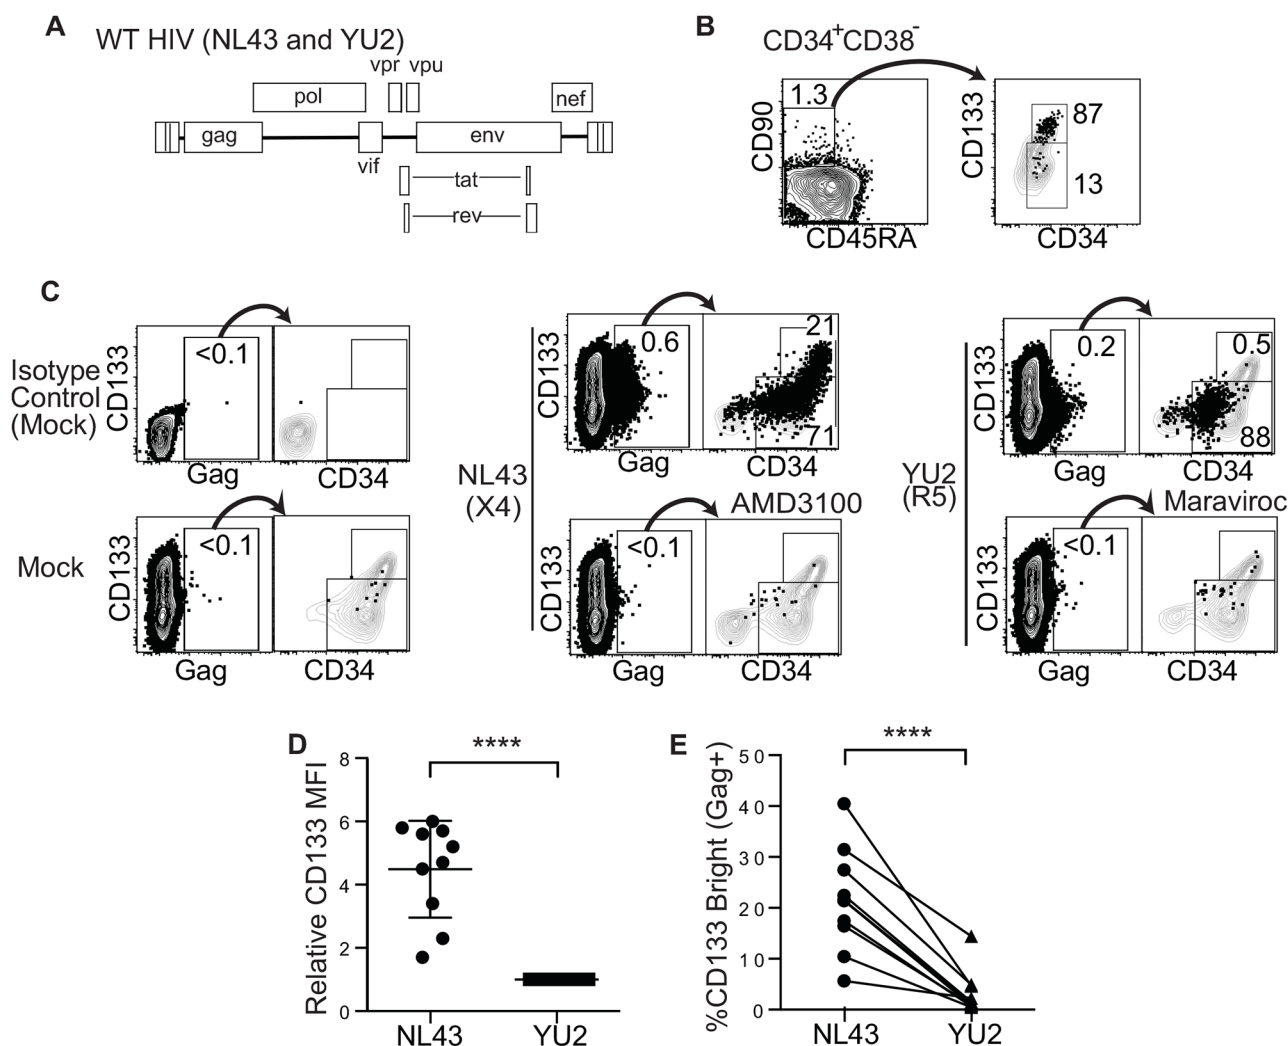 A
WT HIV (NL43 and YU2)
vpr vpu
pol
nef
gag
env
vif
tat
rev
B
CD34+CD38-
1.3
CD90
CD45RA
CD133
87
13
CD34
C
Isotype
Control
(Mock)
CD133
<0.1
Gag
CD34
Mock
CD133
<0.1
Gag
CD34
NL43
(X4)
CD133
0.6
21
71
Gag
CD34
AMD3100
CD133
<0.1
Gag
CD34
YU2
(R5)
CD133
0.2
0.5
88
Gag
CD34
Maraviroc
CD133
<0.1
Gag
CD34
D
****
Relative CD133 MFI
8
6
4
2
0
NL43 YU2
E
****
%CD133 Bright (Gag+)
50
40
30
20
10
0
NL43 YU2